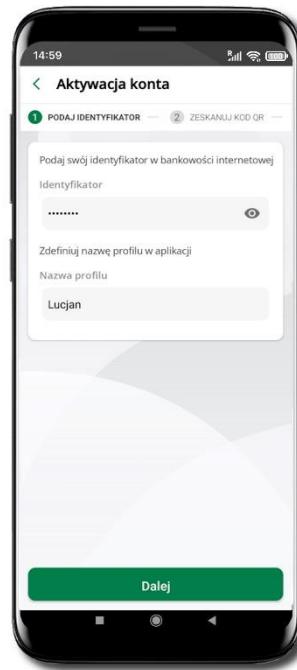 14:59
Aktywacja konta
1 PODAJ IDENTYFIKATOR 2 ZESKANUJ KOD QR
Podaj swój identyfikator w bankowości internetowej
Identyfikator
••••••••
Zdefiniuj nazwę profilu w aplikacji
Nazwa profilu
Lucjan
Dalej